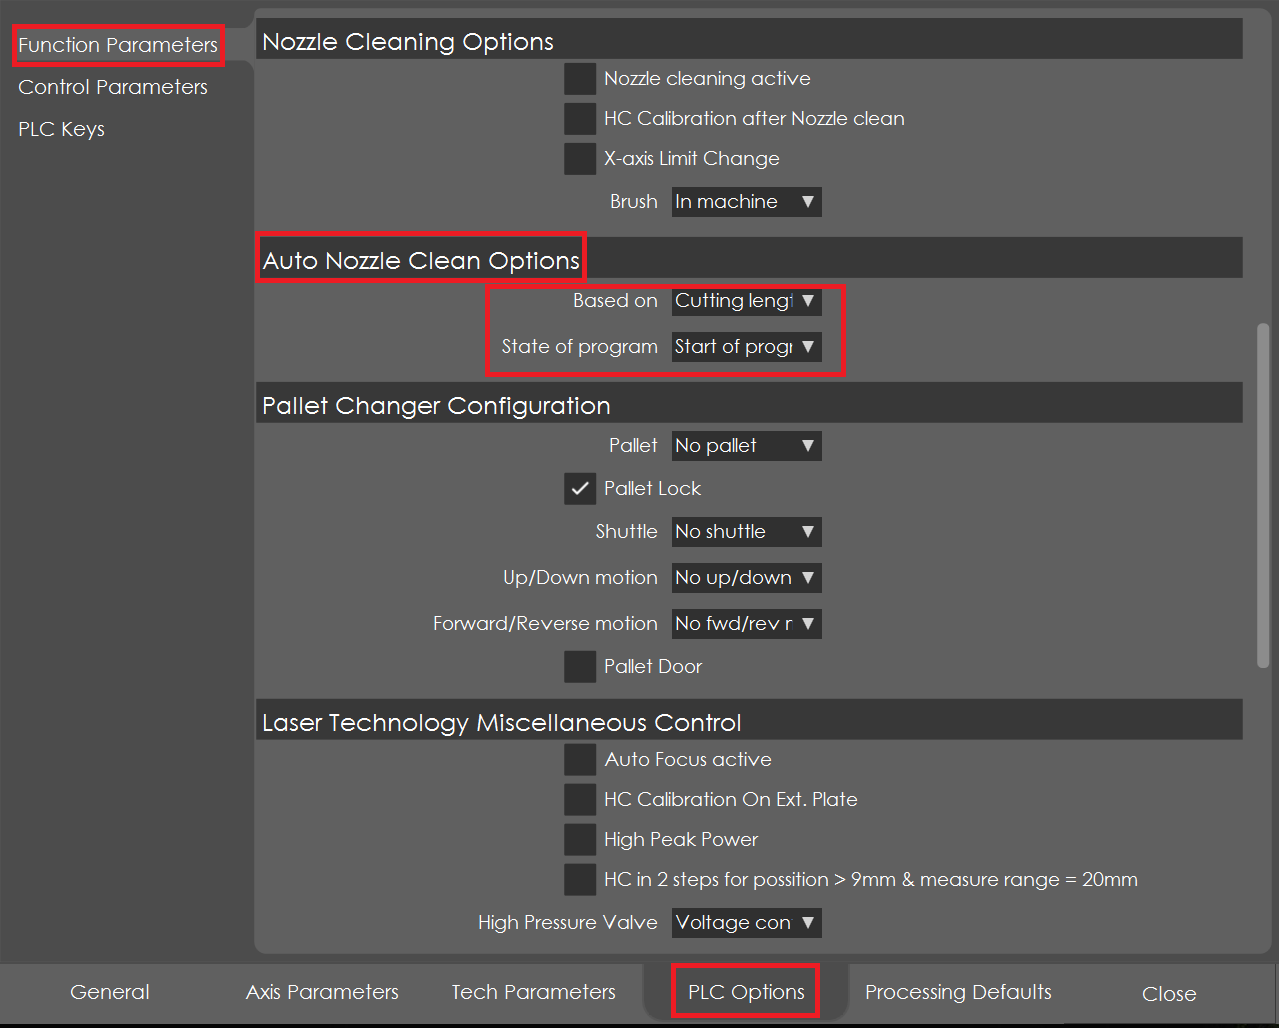 Function Parameters
Control Parameters
PLC Keys
Nozzle Cleaning Options
Nozzle cleaning active
HC Calibration after Nozzle clean
X-axis Limit Change
Brush In machine ▼
Auto Nozzle Clean Options
Based on Cutting lengt ▼
State of program Start of progr ▼
Pallet Changer Configuration
Pallet No pallet ▼
Pallet Lock
Shuttle No shuttle ▼
Up/Down motion No up/down ▼
Forward/Reverse motion No fwd/rev r ▼
Pallet Door
Laser Technology Miscellaneous Control
Auto Focus active
HC Calibration On Ext. Plate
High Peak Power
HC in 2 steps for possition > 9mm & measure range = 20mm
High Pressure Valve Voltage con ▼
General Axis Parameters Tech Parameters PLC Options Processing Defaults Close